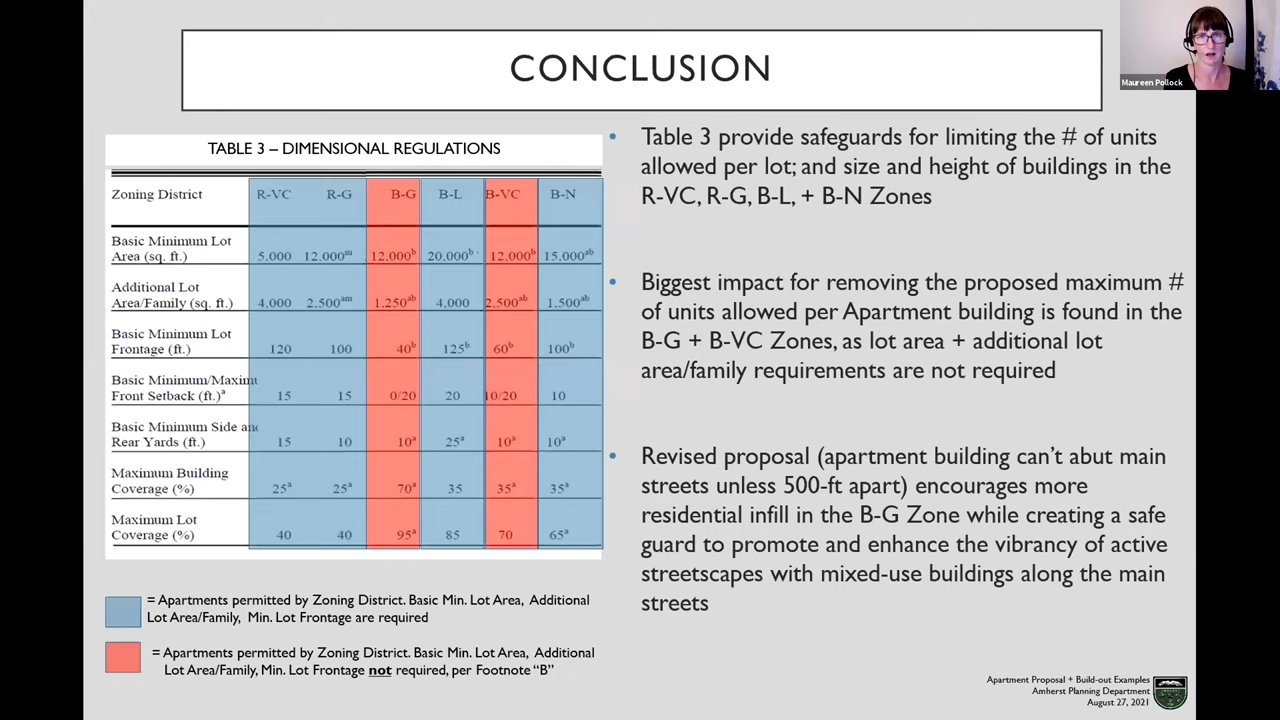 CONCLUSION
Maureen Pollock
TABLE 3 – DIMENSIONAL REGULATIONS
Zoning District R-VC R-G B-G B-L B-VC B-N
Basic Minimum Lot
Area (sq. ft.) 5,000 12,000m 12,000b 20,000b 12,000b 15,000ab
Additional Lot
Area/Family (sq. ft.) 4,000 2,500am 1,250ab 4,000 2,500ab 1,500ab
Basic Minimum Lot
Frontage (ft.) 120 100 40b 125b 60b 100b
Basic Minimum/Maximu
Front Setback (ft.)a 15 15 0/20 20 10/20 10
Basic Minimum Side and
Rear Yards (ft.) 15 10 10a 25a 10a 10a
Maximum Building
Coverage (%) 25a 25a 70a 35 35a 35a
Maximum Lot
Coverage (%) 40 40 95a 85 70 65a
= Apartments permitted by Zoning District. Basic Min. Lot Area, Additional
Lot Area/Family, Min. Lot Frontage are required
= Apartments permitted by Zoning District. Basic Min. Lot Area, Additional
Lot Area/Family, Min. Lot Frontage not required, per Footnote “B”
• Table 3 provide safeguards for limiting the # of units
allowed per lot; and size and height of buildings in the
R-VC, R-G, B-L, + B-N Zones
• Biggest impact for removing the proposed maximum #
of units allowed per Apartment building is found in the
B-G + B-VC Zones, as lot area + additional lot
area/family requirements are not required
• Revised proposal (apartment building can’t abut main
streets unless 500-ft apart) encourages more
residential infill in the B-G Zone while creating a safe
guard to promote and enhance the vibrancy of active
streetscapes with mixed-use buildings along the main
streets
Apartment Proposal + Build-out Examples
Amherst Planning Department
August 27, 2021